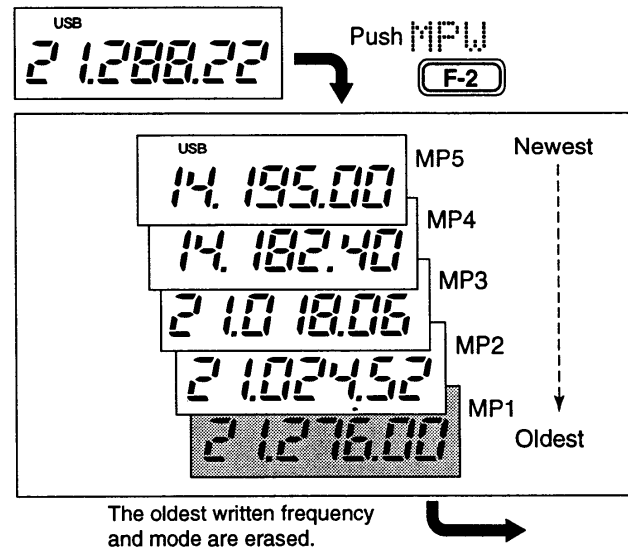 USB
21.288.22
Push MPW
F-2
USB
14.195.00
MP5
Newest
14.182.40
MP4
21.018.06
MP3
21.024.52
MP2
21.276.00
MP1
Oldest
The oldest written frequency
and mode are erased.